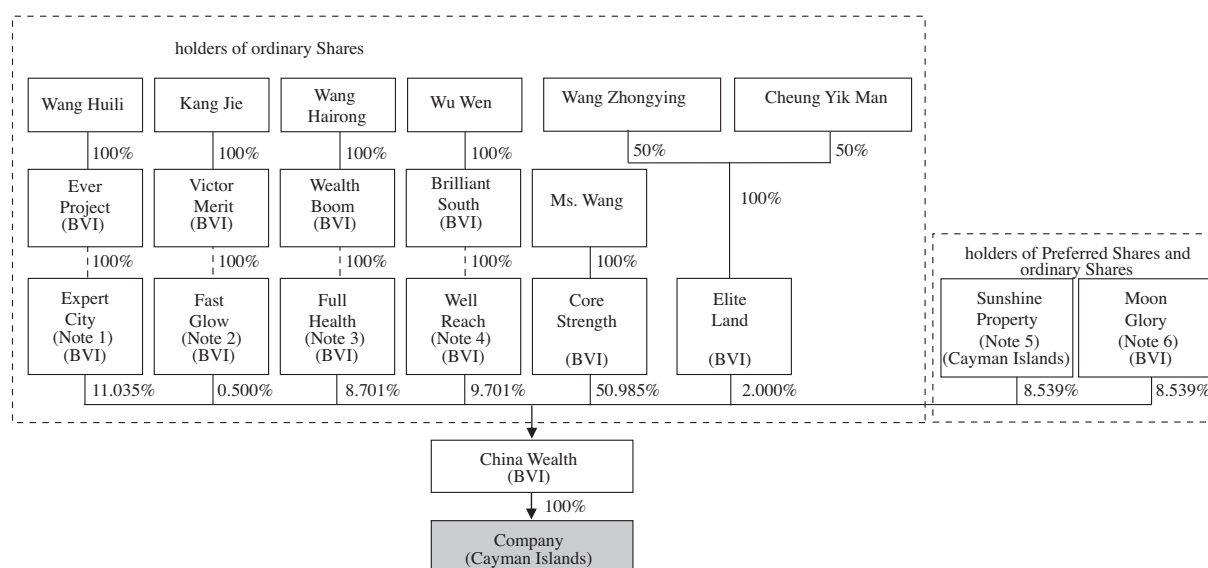 holders of ordinary Shares
Wang Huili
Kang Jie
Wang
Hairong
Wu Wen
Wang Zhongying
Cheung Yik Man
100%
100%
100%
100%
50%
50%
Ever
Project
(BVI)
Victor
Merit
(BVI)
Wealth
Boom
(BVI)
Brilliant
South
(BVI)
Ms. Wang
100%
100%
100%
100%
100%
100%
holders of Preferred Shares and
ordinary Shares
Expert
City
(Note 1)
(BVI)
Fast
Glow
(Note 2)
(BVI)
Full
Health
(Note 3)
(BVI)
Well
Reach
(Note 4)
(BVI)
Core
Strength
(BVI)
Elite
Land
(BVI)
Sunshine
Property
(Note 5)
(Cayman Islands)
Moon
Glory
(Note 6)
(BVI)
11.035%
0.500%
8.701%
9.701%
50.985%
2.000%
8.539%
8.539%
China Wealth
(BVI)
100%
Company
(Cayman Islands)